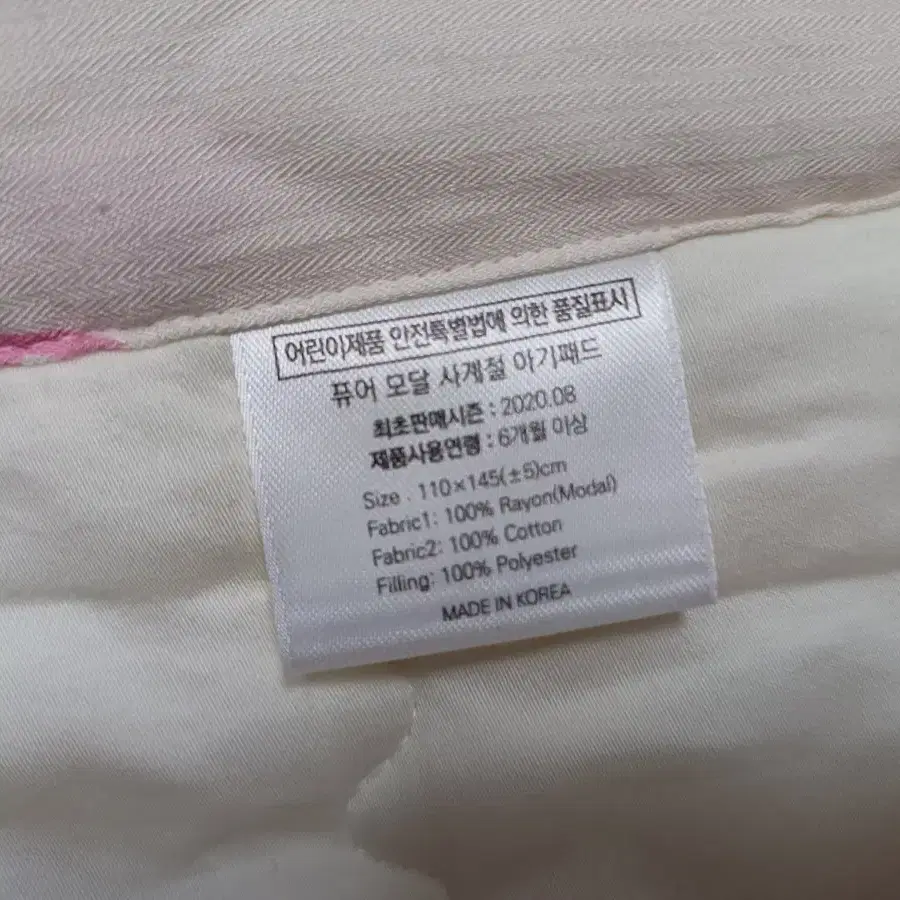 어린이제품 안전특별법에 의한 품질표시
퓨어 모달 사계절 아기패드
최초판매시즌 : 2020.08
제품사용연령 : 6개월 이상
Size . 110×145(±5)cm
Fabric1: 100% Rayon(Modal)
Fabric2: 100% Cotton
Filling: 100% Polyester
MADE IN KOREA